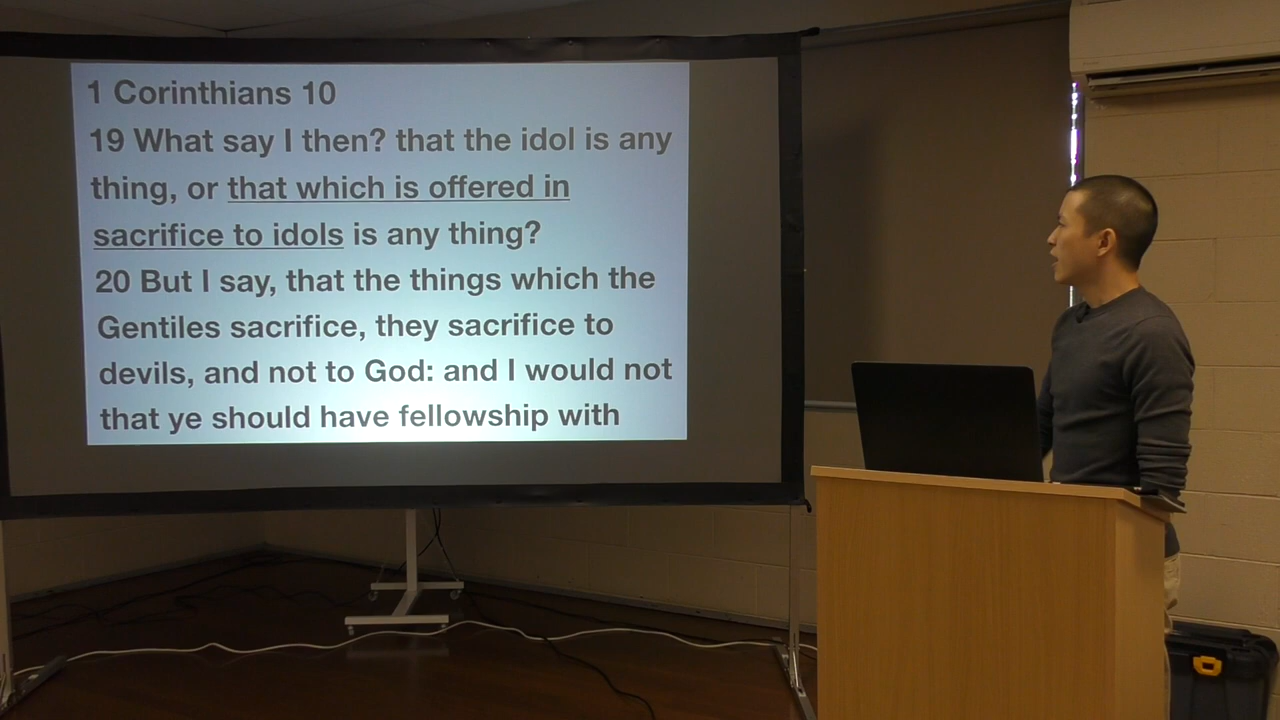 1 Corinthians 10
19 What say I then? that the idol is any
thing, or that which is offered in
sacrifice to idols is any thing?
20 But I say, that the things which the
Gentiles sacrifice, they sacrifice to
devils, and not to God: and I would not
that ye should have fellowship with